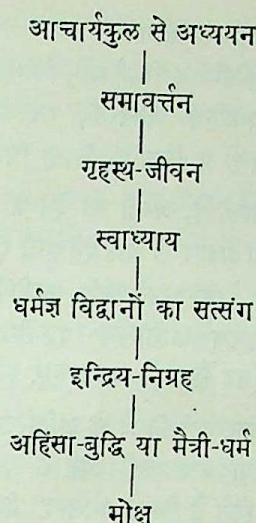 आचार्यकुल से अध्ययन
समावर्त्तन
गृहस्थ-जीवन
स्वाध्याय
धर्मज्ञ विद्वानों का सत्संग
इन्द्रिय-निग्रह
अहिंसा-बुद्धि या मैत्री-धर्म
मोक्ष